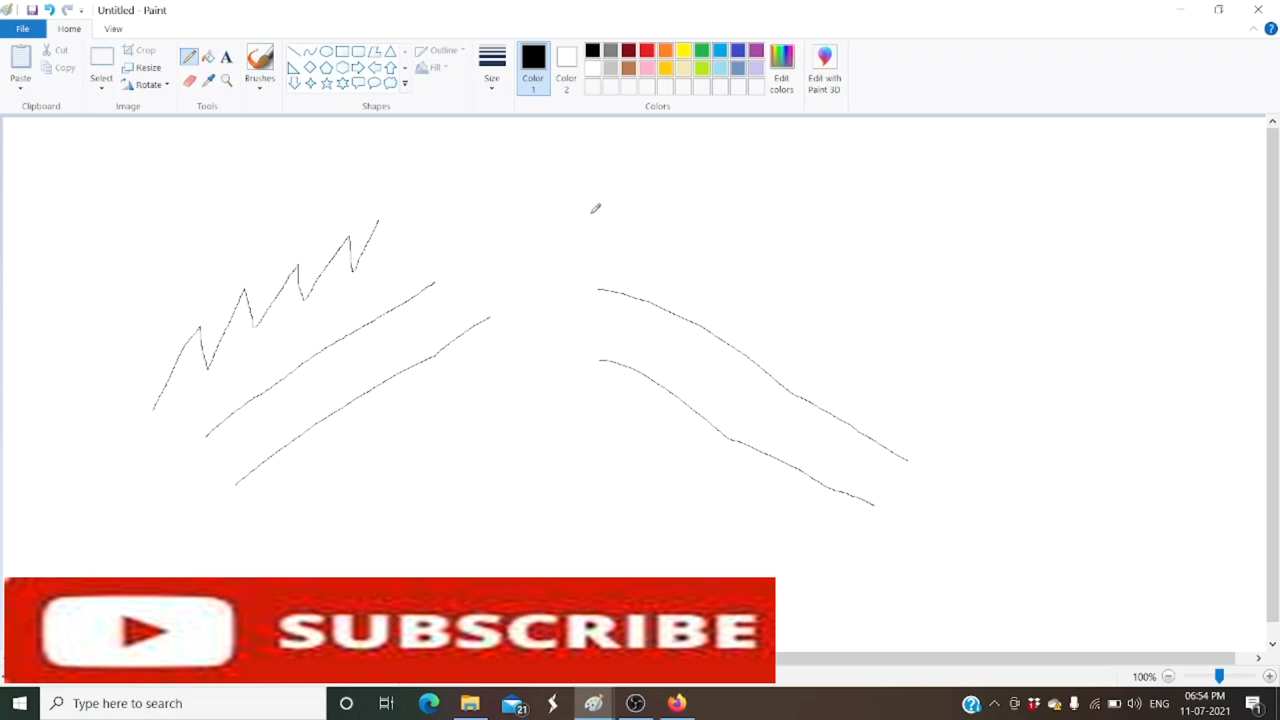 Untitled - Paint
File
Home
View
Paste
Cut
Copy
Clipboard
Select
Crop
Resize
Rotate
Image
A
Tools
Brushes
Outline
Fill
Shapes
Size
Color
1
Color
2
Edit
colors
Colors
Edit with
Paint 3D
SUBSCRIBE
100%
Type here to search
21
06:54 PM
11-07-2021
1